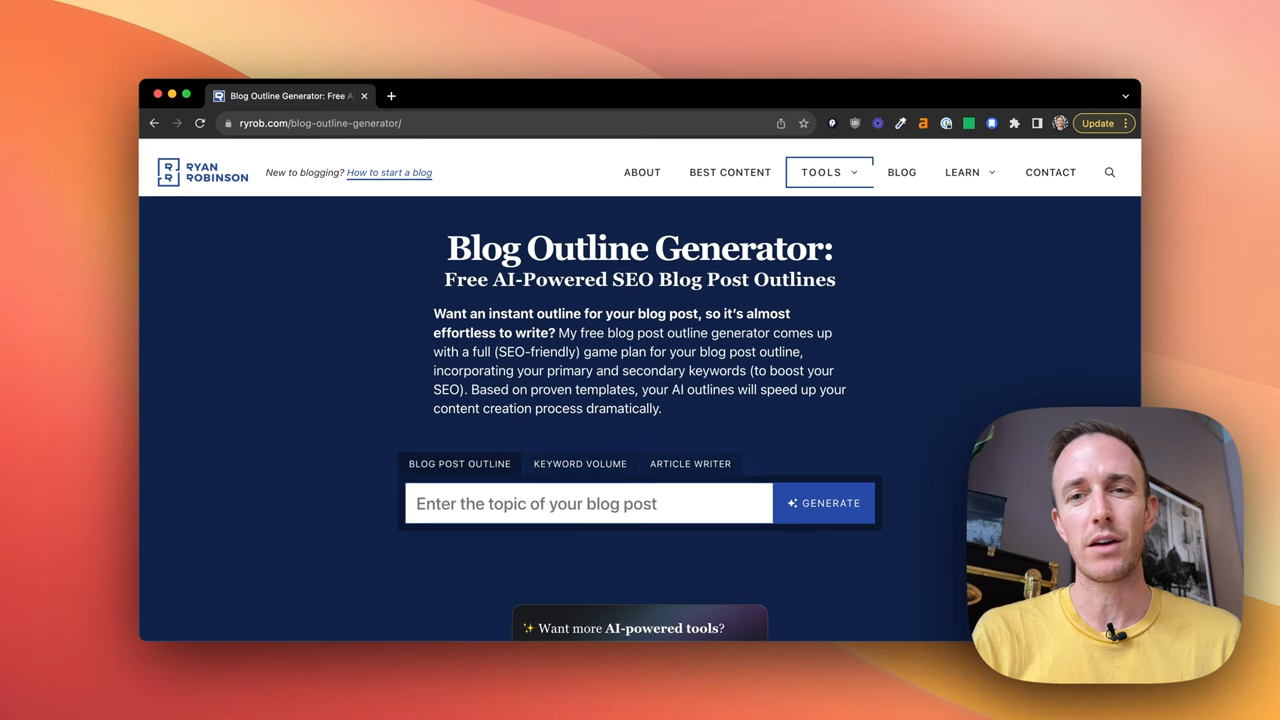 Blog Outline Generator: Free A
ryrob.com/blog-outline-generator/
Update
RYAN
ROBINSON
New to blogging? How to start a blog
ABOUT
BEST CONTENT
TOOLS
BLOG
LEARN
CONTACT
Blog Outline Generator:
Free AI-Powered SEO Blog Post Outlines
Want an instant outline for your blog post, so it's almost
effortless to write? My free blog post outline generator comes up
with a full (SEO-friendly) game plan for your blog post outline,
incorporating your primary and secondary keywords (to boost your
SEO). Based on proven templates, your AI outlines will speed up your
content creation process dramatically.
BLOG POST OUTLINE
KEYWORD VOLUME
ARTICLE WRITER
Enter the topic of your blog post
GENERATE
✨ Want more AI-powered tools?